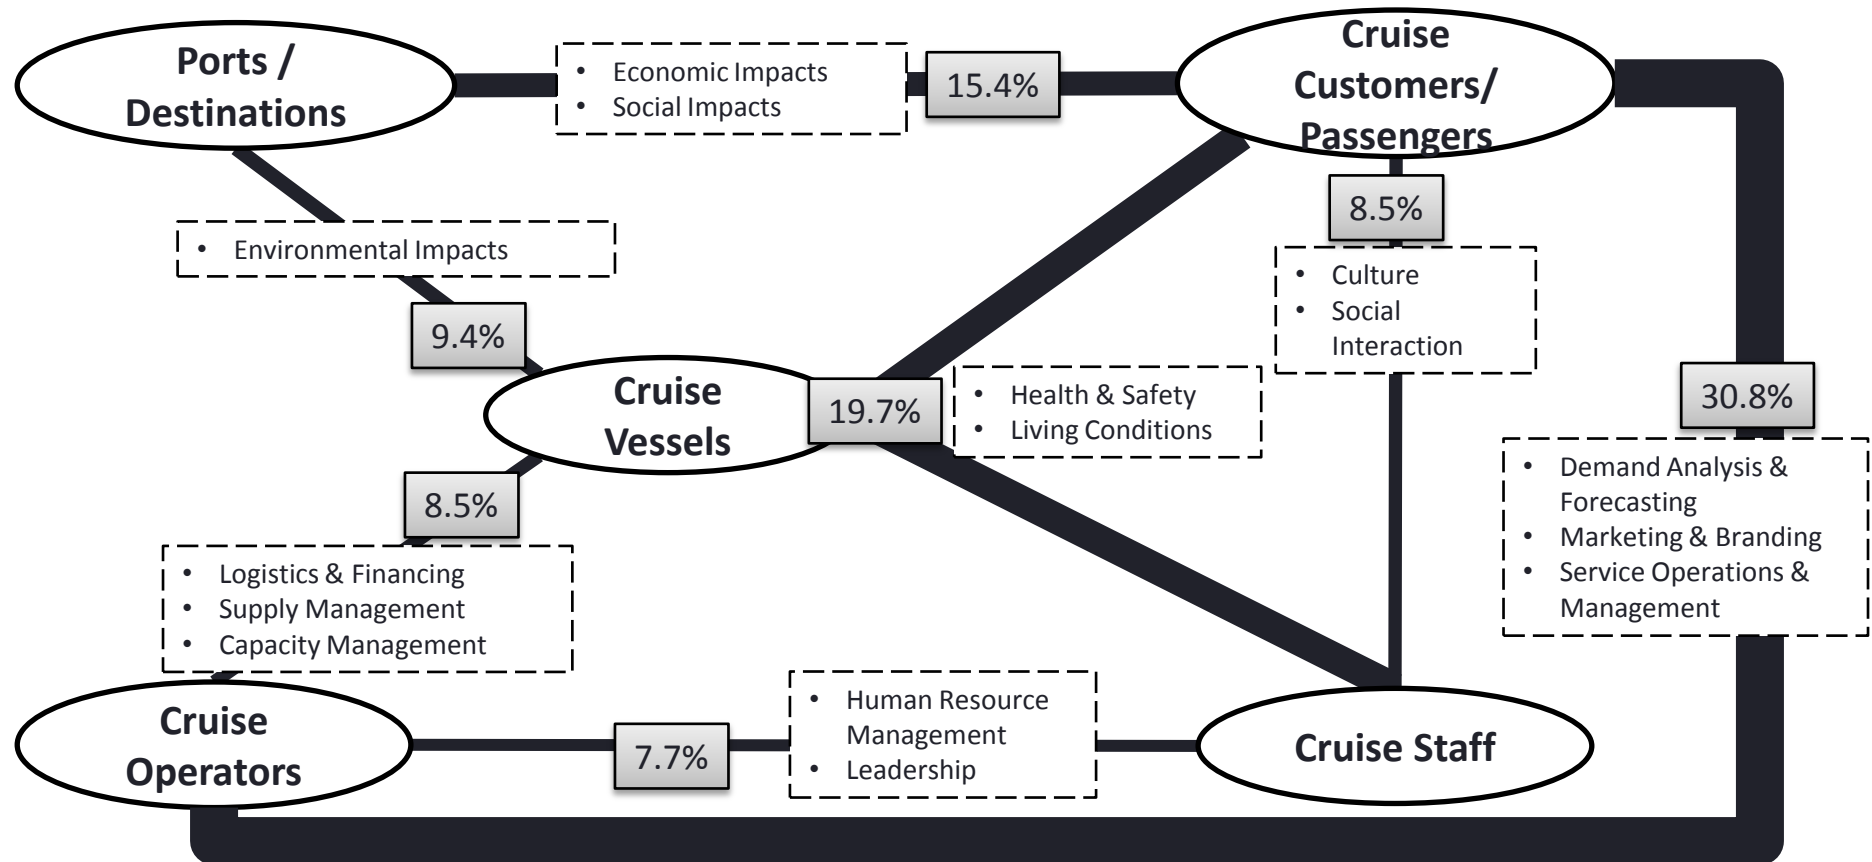 Ports /
Destinations
• Economic Impacts
• Social Impacts
15.4%
Cruise
Customers/
Passengers
8.5%
• Environmental Impacts
9.4%
• Culture
• Social
Interaction
Cruise
Vessels
19.7%
• Health & Safety
• Living Conditions
30.8%
• Demand Analysis &
Forecasting
• Marketing & Branding
• Service Operations &
Management
8.5%
• Logistics & Financing
• Supply Management
• Capacity Management
Cruise
Operators
7.7%
• Human Resource
Management
• Leadership
Cruise Staff